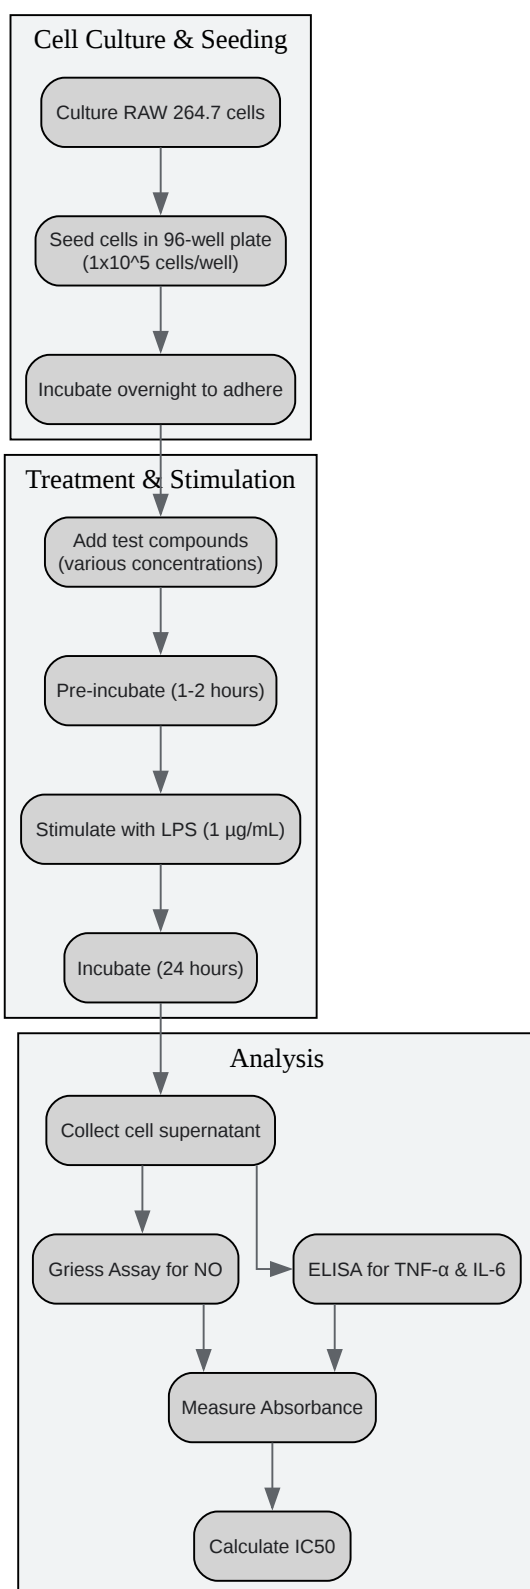 Cell Culture & Seeding
Culture RAW 264.7 cells
Seed cells in 96-well plate
(1x10^5 cells/well)
Incubate overnight to adhere
Treatment & Stimulation
Add test compounds
(various concentrations)
Pre-incubate (1-2 hours)
Stimulate with LPS (1 µg/mL)
Incubate (24 hours)
Analysis
Collect cell supernatant
Griess Assay for NO
ELISA for TNF-α & IL-6
Measure Absorbance
Calculate IC50